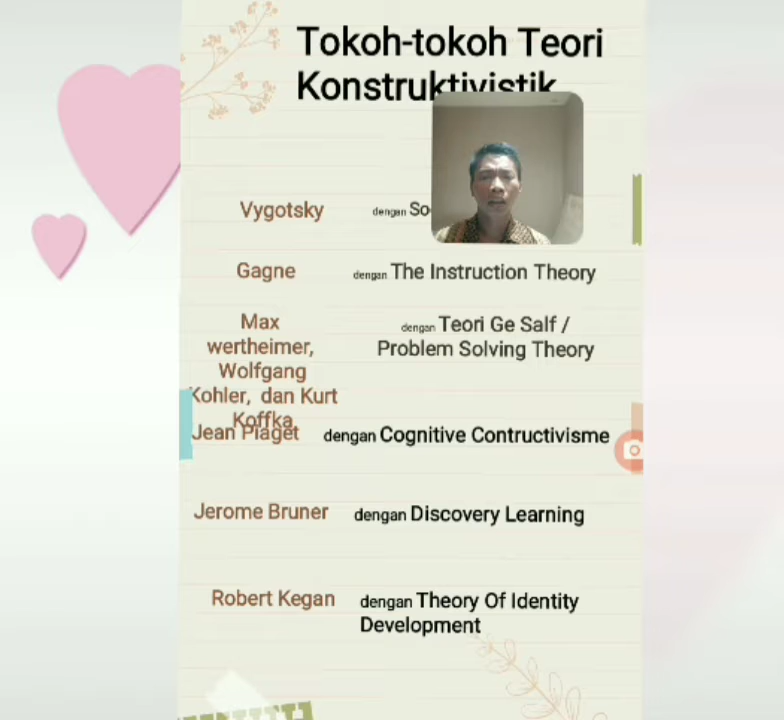 Tokoh-tokoh Teori
Konstruktivistik
Vygotsky dengan
Gagne dengan The Instruction Theory
Max
wertheimer,
Wolfgang
Kohler, dan Kurt
Koffka
dengan Teori Ge Salf /
Problem Solving Theory
Jean Piaget dengan Cognitive Contructivisme
Jerome Bruner dengan Discovery Learning
Robert Kegan dengan Theory Of Identity
Development